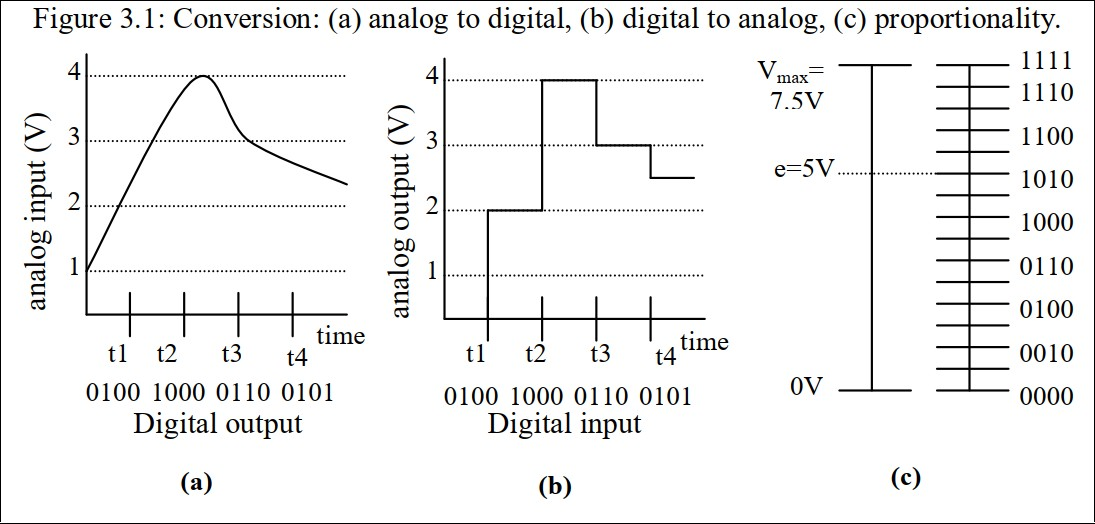 Figure 3.1: Conversion: (a) analog to digital, (b) digital to analog, (c) proportionality.
analog input (V)
4
3
2
1
time
t1 t2 t3 t4
0100 1000 0110 0101
Digital output
(a)
analog output (V)
4
3
2
1
time
t1 t2 t3 t4
0100 1000 0110 0101
Digital input
(b)
Vmax=
7.5V
e=5V
0V
1111
1110
1100
1010
1000
0110
0100
0010
0000
(c)